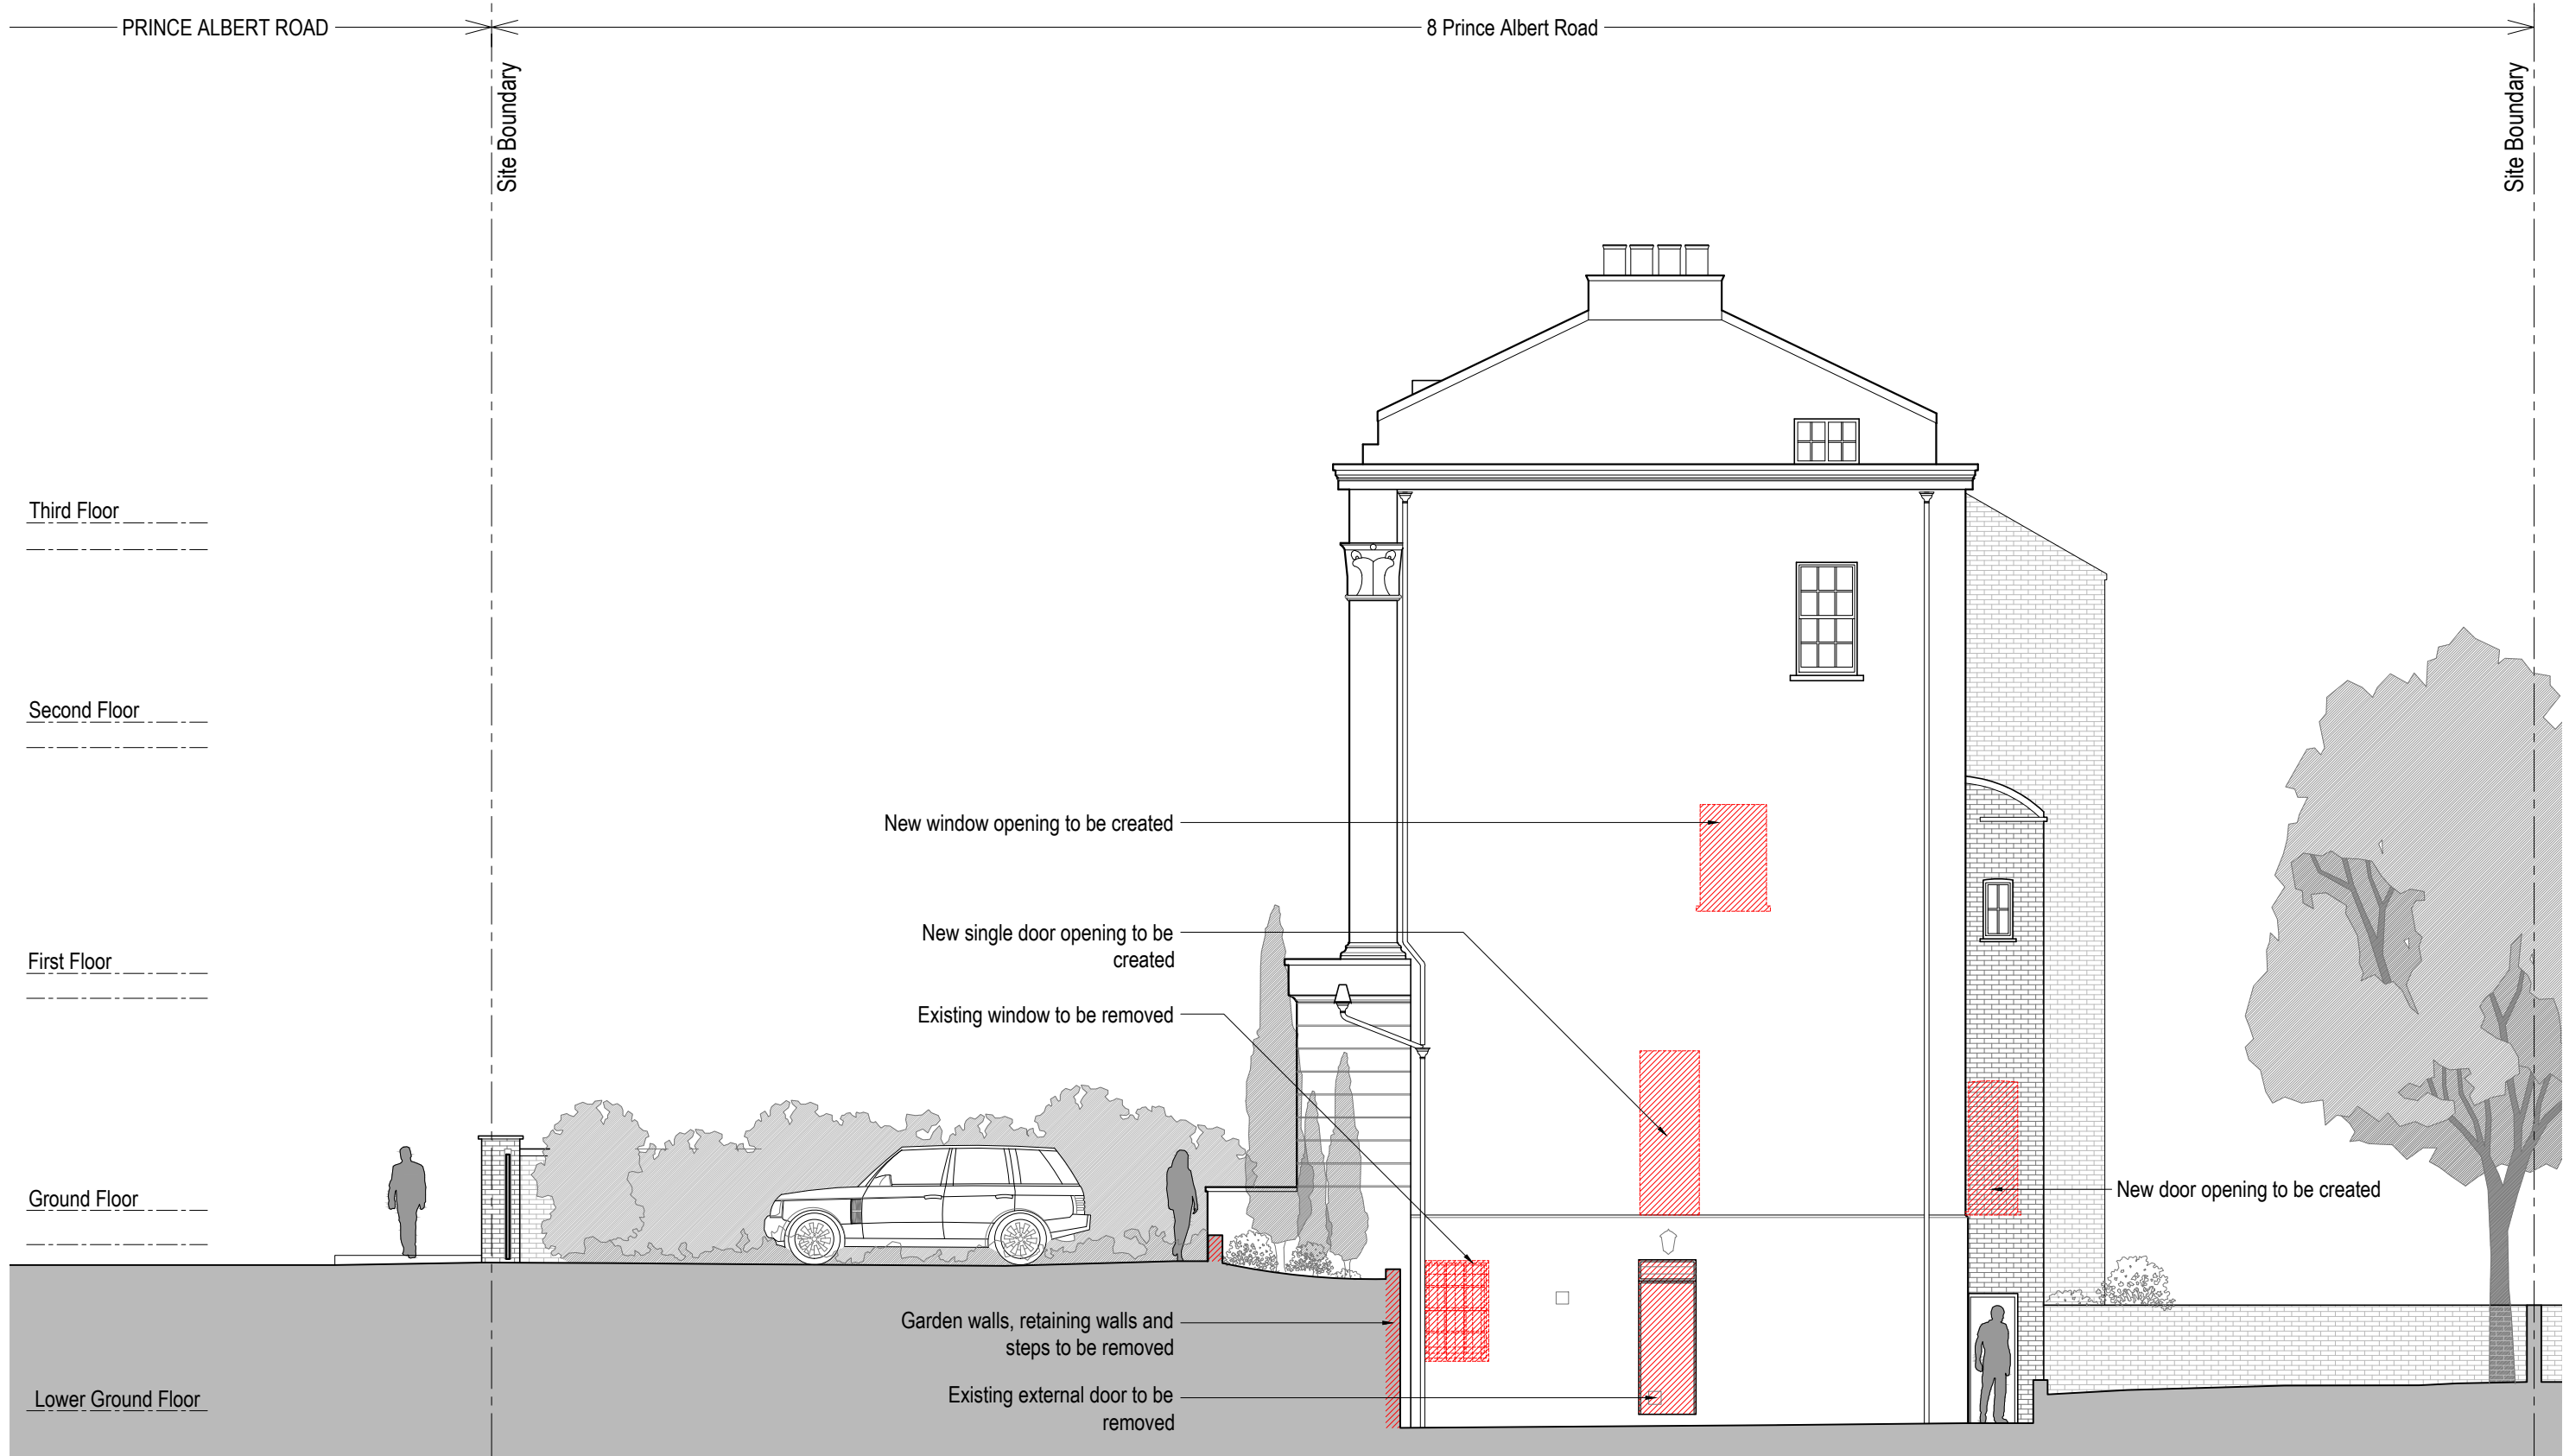 PRINCE ALBERT ROAD
8 Prince Albert Road
Site Boundary
Site Boundary
Third Floor
Second Floor
New window opening to be created
New single door opening to be
created
First Floor
Existing window to be removed
Ground Floor
New door opening to be created
Garden walls, retaining walls and
steps to be removed
Lower Ground Floor
Existing external door to be
removed